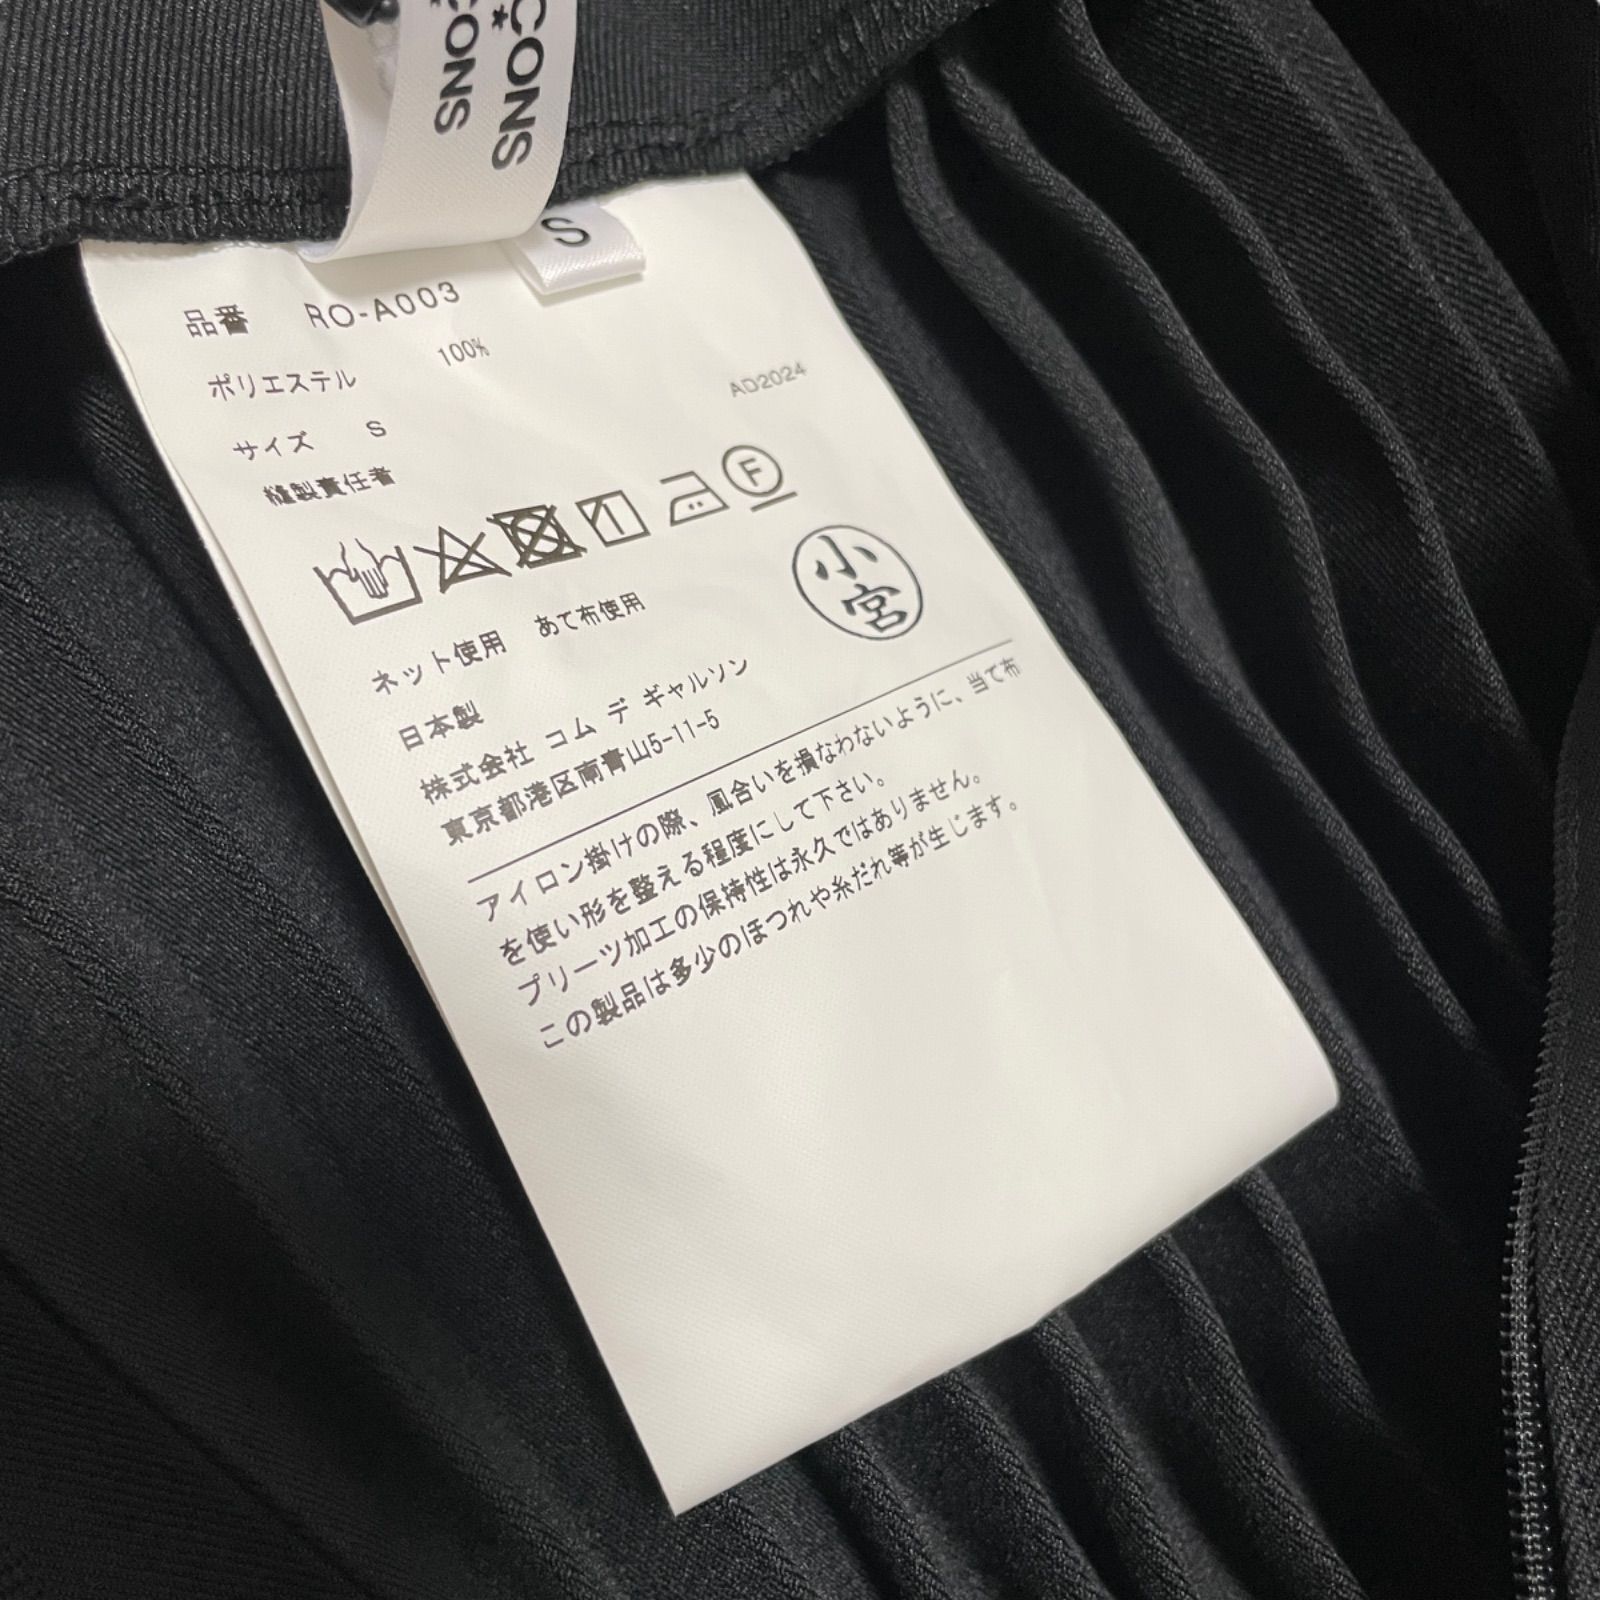 CONS
CONS
S
品番 RO-A003
ポリエステル 100%
AD2024
サイズ S
縫製責任者
F
小宮
ネット使用 あて布使用
日本製
株式会社 コム デ ギャルソン
東京都港区南青山5-11-5
アイロン掛けの際、風合いを損なわないように、当て布
を使い形を整える程度にして下さい。
プリーツ加工の保持性は永久ではありません。
この製品は多少のほつれや糸だれ等が生じます。